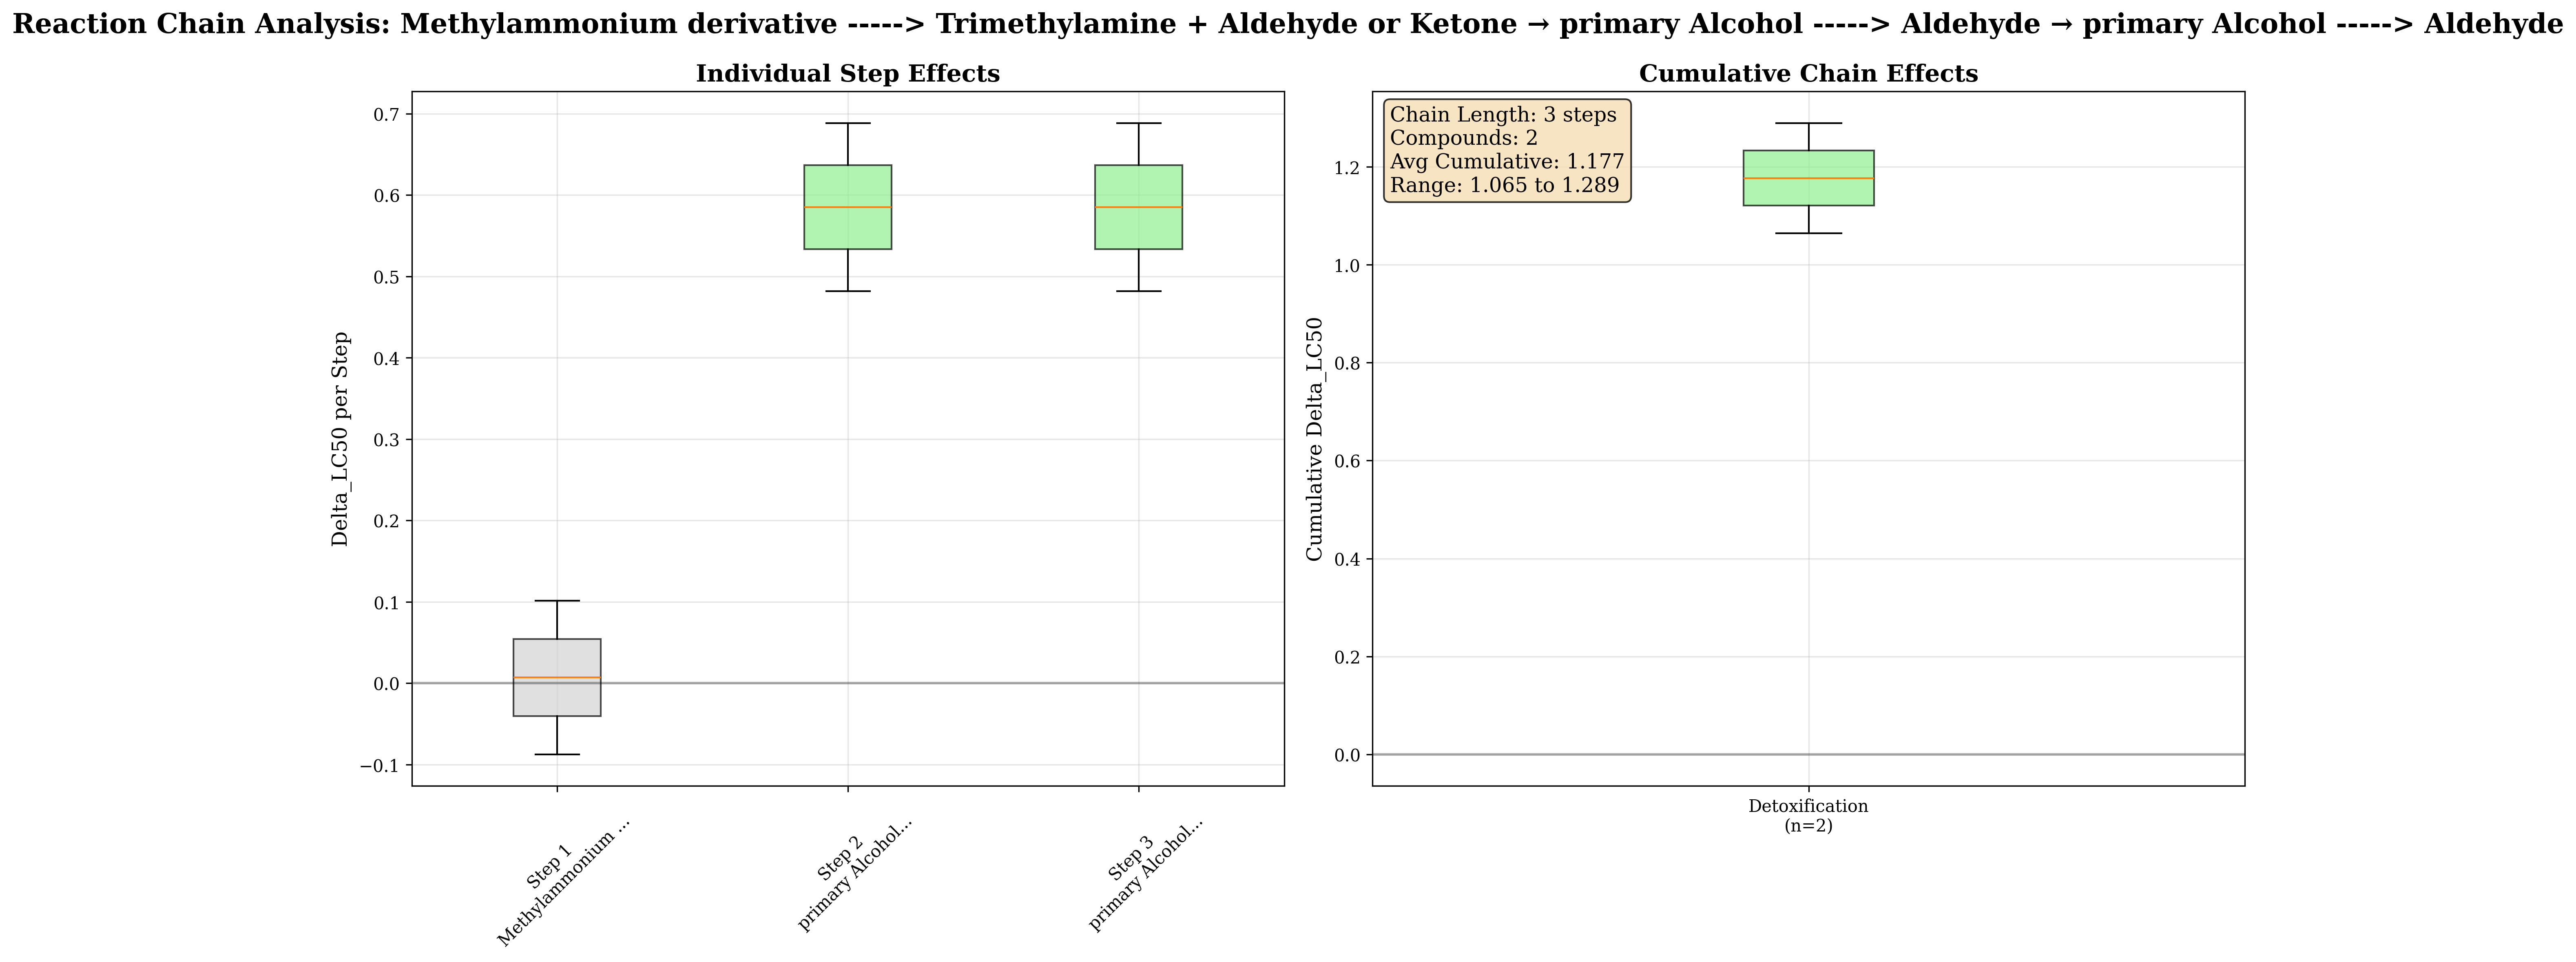 Reaction Chain Analysis: Methylammonium derivative -----> Trimethylamine + Aldehyde or Ketone → primary Alcohol -----> Aldehyde → primary Alcohol -----> Aldehyde
Individual Step Effects
Delta_LC50 per Step
0.7
0.6
0.5
0.4
0.3
0.2
0.1
0.0
−0.1
Step 1
Methylammonium ...
Step 2
primary Alcohol...
Step 3
primary Alcohol...
Cumulative Chain Effects
Chain Length: 3 steps
Compounds: 2
Avg Cumulative: 1.177
Range: 1.065 to 1.289
Cumulative Delta_LC50
1.2
1.0
0.8
0.6
0.4
0.2
0.0
Detoxification
(n=2)